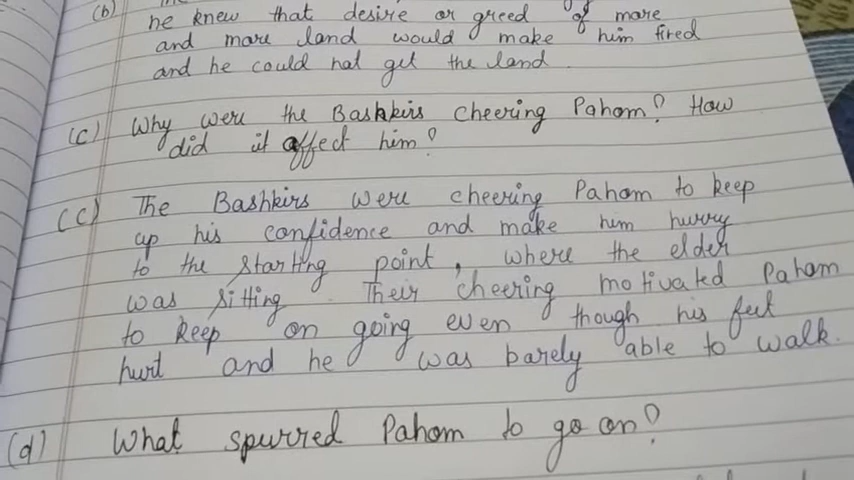 (b)
he knew that desire or greed of more
and more land would make him tired
and he could not get the land.
(c) Why were the Bashkirs cheering Pahom? How
did it affect him?
(c) The Bashkirs were cheering Pahom to keep
up his confidence and make him hurry
to the starting point, where the elder
was sitting. Their cheering motivated Pahom
to keep on going even though his feet
hurt and he was barely able to walk.
(d) What spurred Pahom to go on?